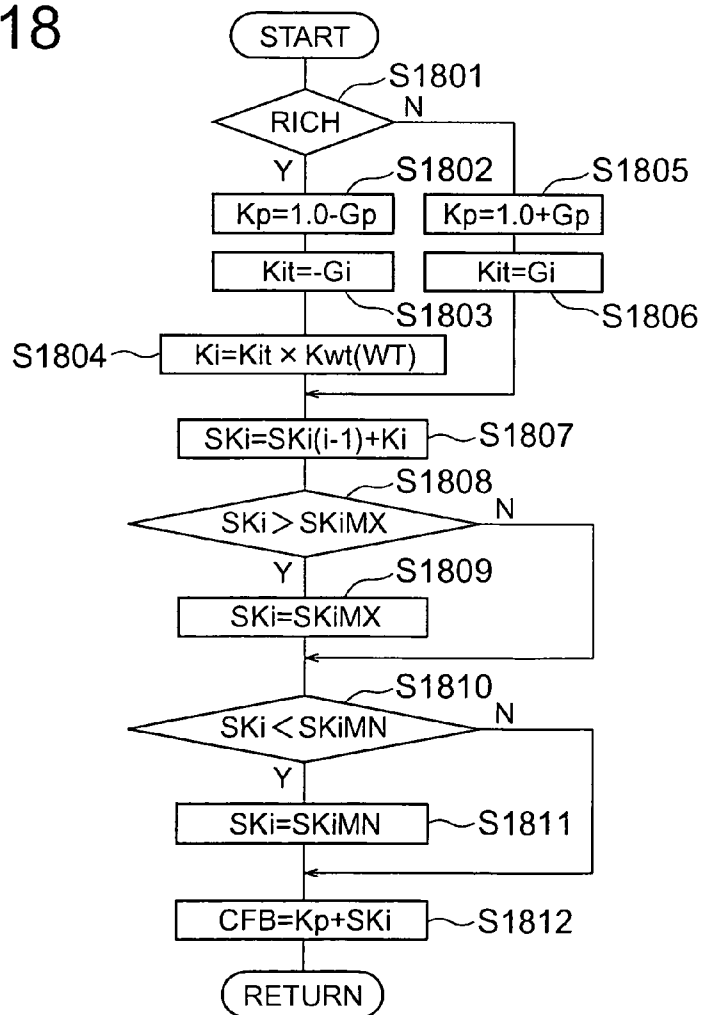 18
START
S1801
RICH
N
Y
S1802
S1805
Kp=1.0-Gp
Kp=1.0+Gp
Kit=-Gi
Kit=Gi
S1803
S1806
S1804
Ki=Kit × Kwt(WT)
SKi=SKi(i-1)+Ki
S1807
S1808
SKi > SKiMX
N
Y
S1809
SKi=SKiMX
S1810
SKi < SKiMN
N
Y
SKi=SKiMN
S1811
CFB=Kp+SKi
S1812
RETURN